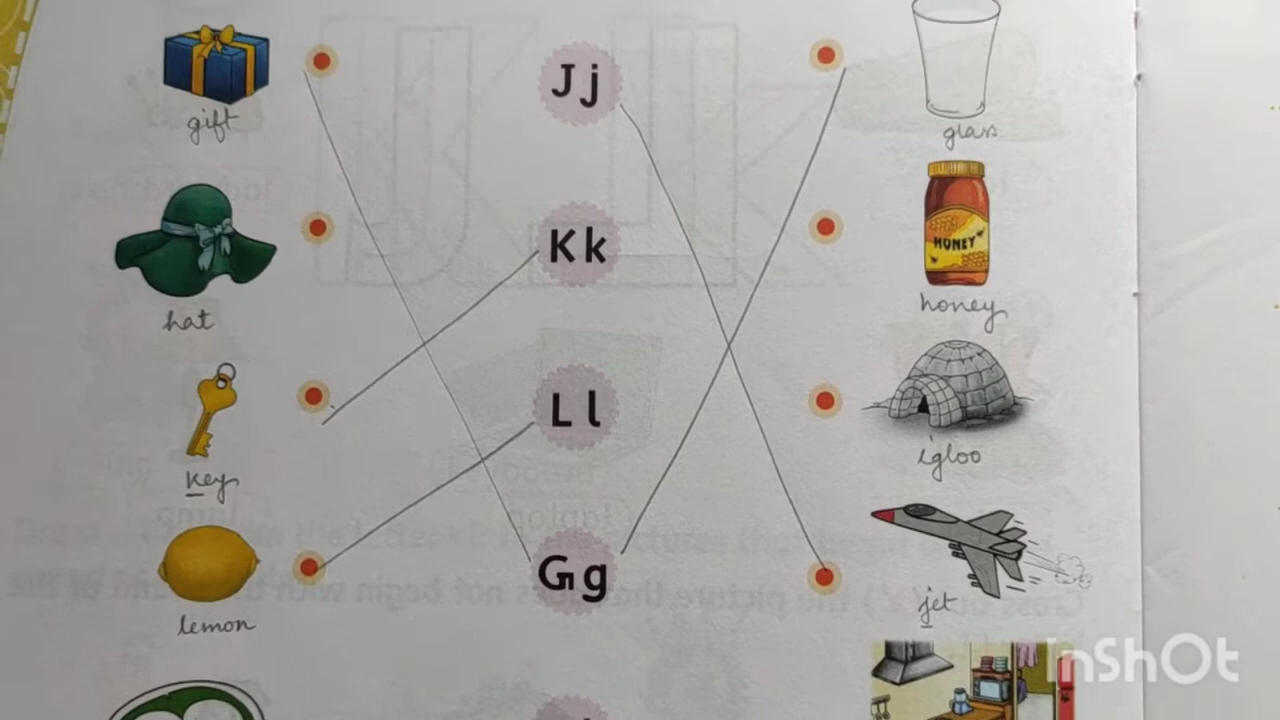 Jj
gift
glass
Kk
HONEY
hat
honey
Ll
key
igloo
Gg
lemon
jet
InShOt